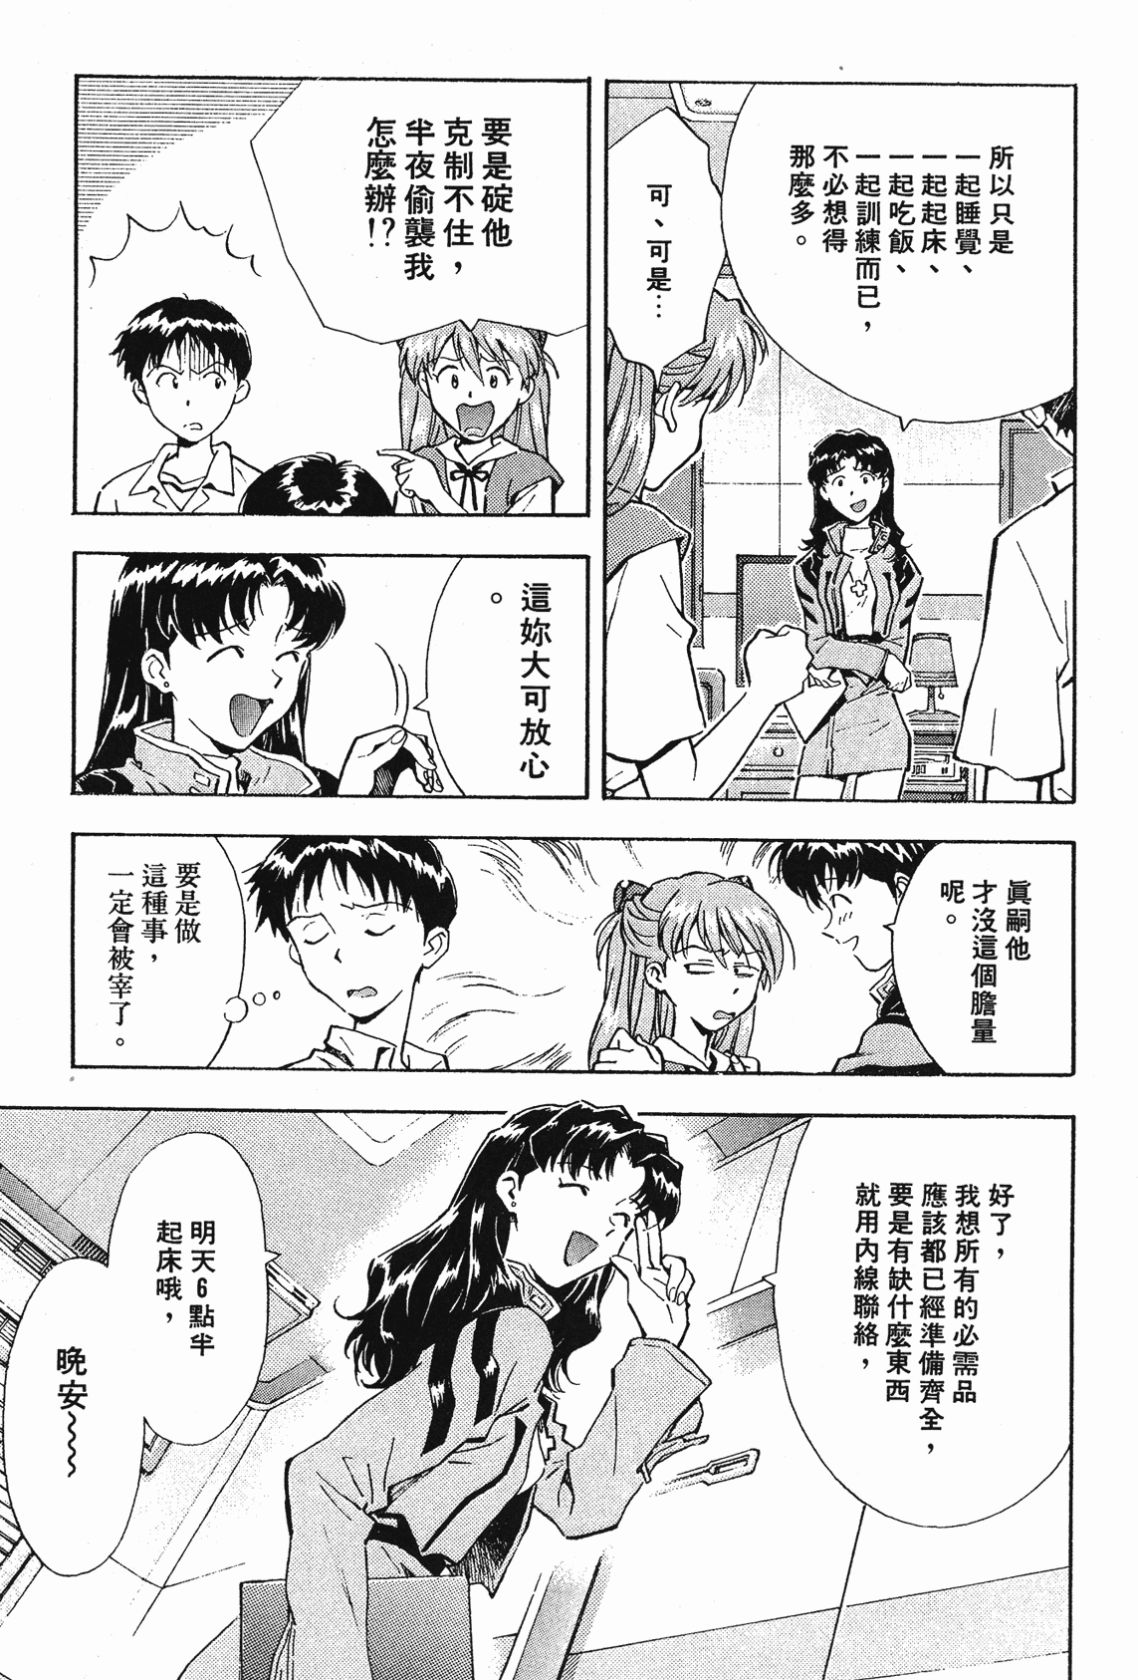 所以只是
一起睡覺、
一起起床、
一起吃飯、
一起訓練而已，
不必想得
那麼多。
可、可是…
要是碇他
克制不住，
半夜偷襲我
怎麼辦!?
這妳大可放心
。
眞嗣他
才沒這個膽量
呢。
要是做
這種事，
一定會被宰了。
好了，
我想所有的必需品
應該都已經準備齊全，
要是有缺什麼東西
就用內線聯絡，
明天6點半
起床哦，
晚安～～～